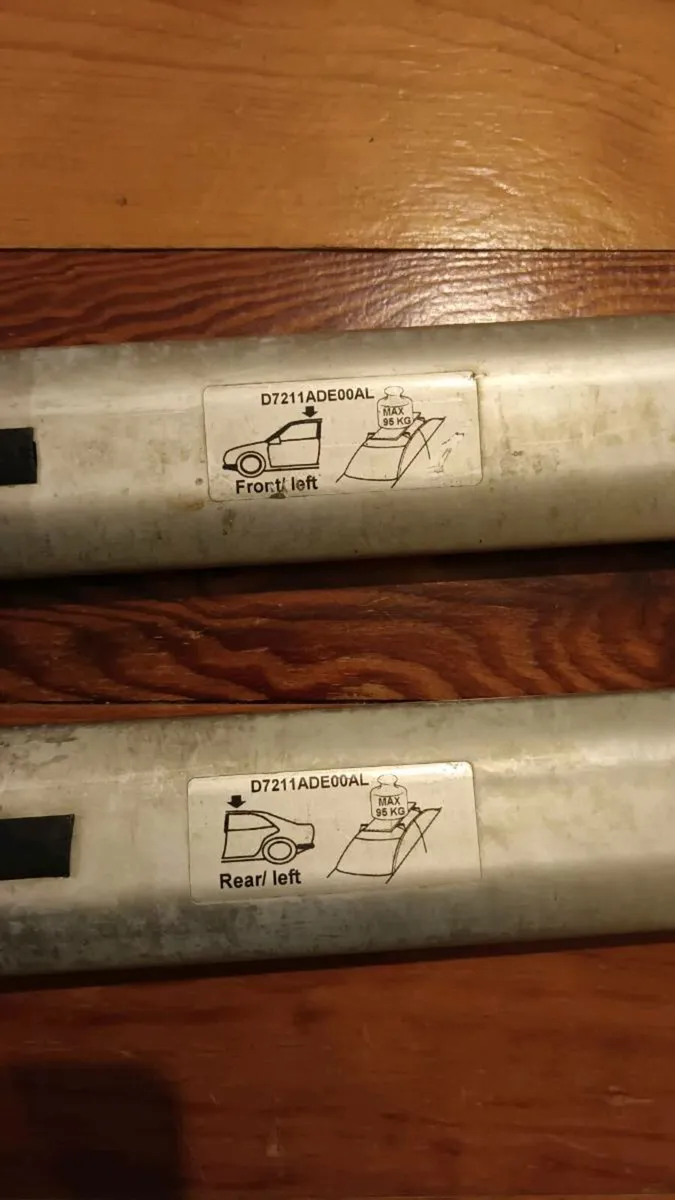 D7211ADE00AL
MAX
95 KG
Front/ left
D7211ADE00AL
MAX
95 KG
Rear/ left